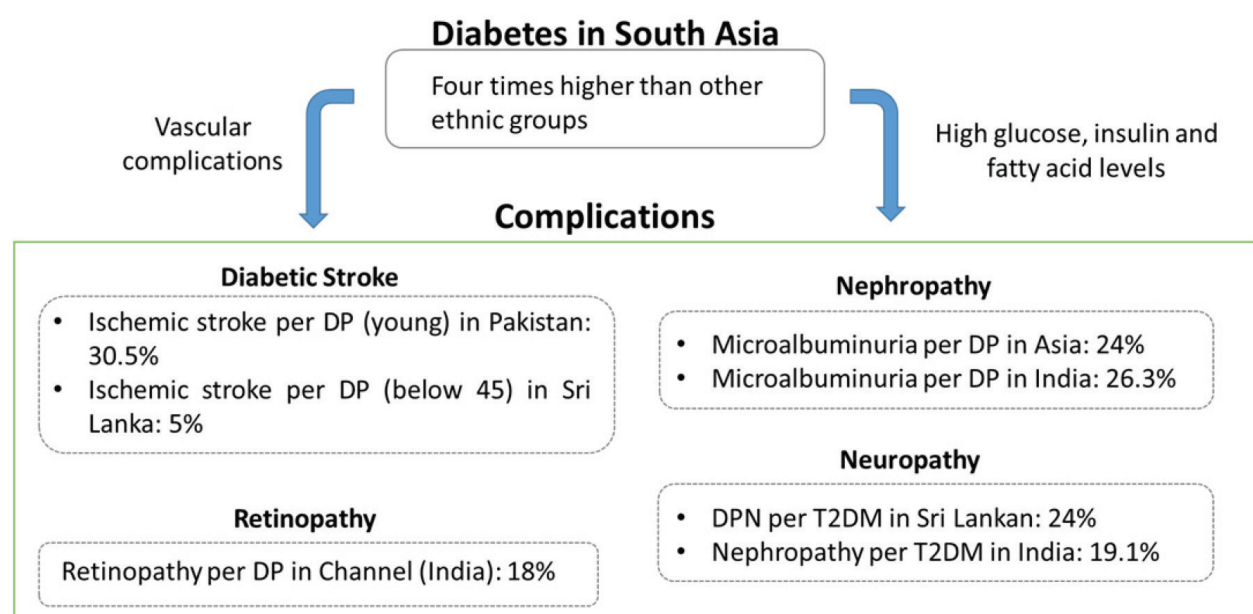 Diabetes in South Asia
Four times higher than other
ethnic groups
Vascular
complications
High glucose, insulin and
fatty acid levels
Complications
Diabetic Stroke
• Ischemic stroke per DP (young) in Pakistan:
30.5%
• Ischemic stroke per DP (below 45) in Sri
Lanka: 5%
Retinopathy
Retinopathy per DP in Channel (India): 18%
Nephropathy
• Microalbuminuria per DP in Asia: 24%
• Microalbuminuria per DP in India: 26.3%
Neuropathy
• DPN per T2DM in Sri Lankan: 24%
• Nephropathy per T2DM in India: 19.1%